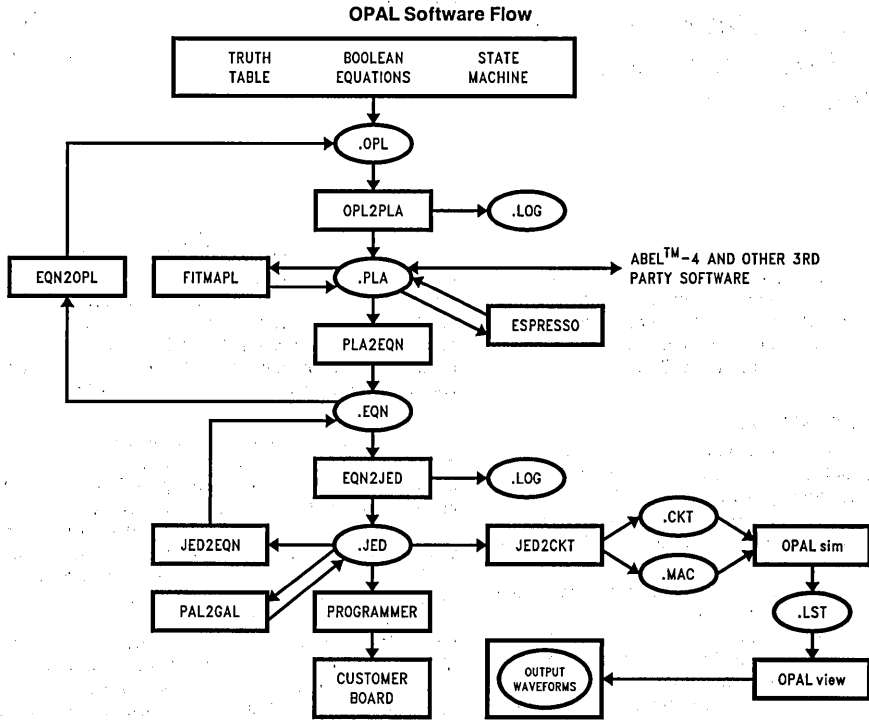 OPAL Software Flow
TRUTH TABLE
BOOLEAN EQUATIONS
STATE MACHINE
.OPL
OPL2PLA
.LOG
EQN2OPL
FITMAPL
.PLA
ABEL™-4 AND OTHER 3RD
PARTY SOFTWARE
ESPRESSO
PLA2EQN
.EQN
EQN2JED
.LOG
JED2EQN
.JED
JED2CKT
.CKT
.MAC
OPAL sim
PAL2GAL
PROGRAMMER
.LST
CUSTOMER
BOARD
OUTPUT
WAVEFORMS
OPAL view